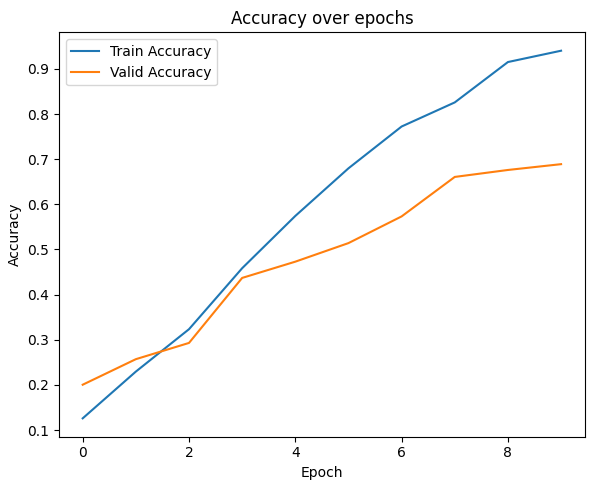 Accuracy over epochs
Train Accuracy
Valid Accuracy
0.9
0.8
0.7
0.6
0.5
0.4
0.3
0.2
0.1
Accuracy
0 2 4 6 8
Epoch